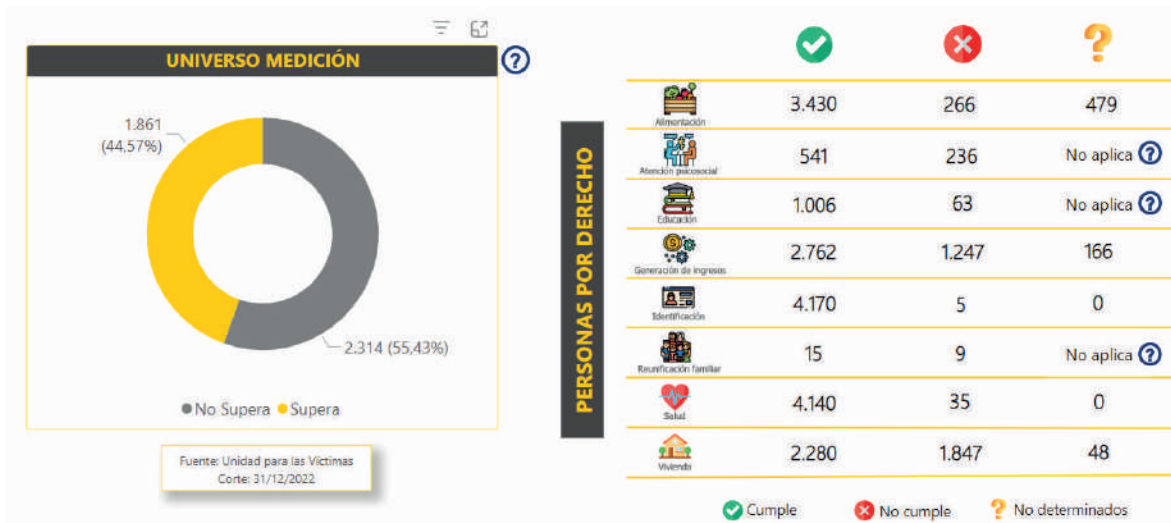 UNIVERSO MEDICIÓN
1.861
(44,57%)
2.314 (55,43%)
No Supera Supera
Fuente: Unidad para las Víctimas
Corte: 31/12/2022
PERSONAS POR DERECHO
Alimentación 3.430 266 479
Atención psicosocial 541 236 No aplica
Educación 1.006 63 No aplica
Generación de ingresos 2.762 1.247 166
Identificación 4.170 5 0
Reunificación familiar 15 9 No aplica
Salud 4.140 35 0
Vivienda 2.280 1.847 48
Cumple No cumple No determinados